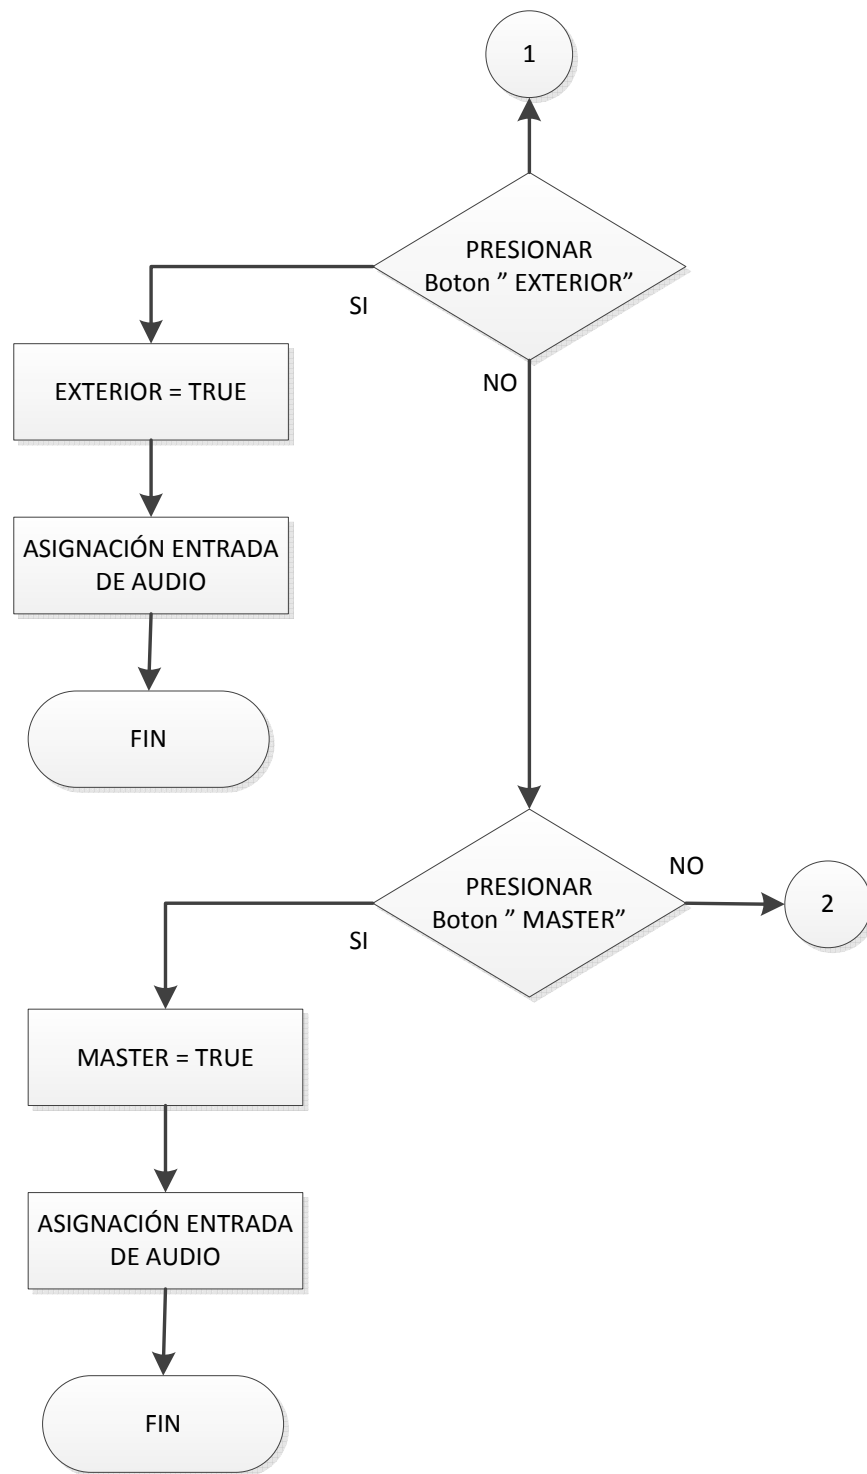 1
PRESIONAR
Boton ” EXTERIOR”
SI
NO
EXTERIOR = TRUE
ASIGNACIÓN ENTRADA
DE AUDIO
FIN
PRESIONAR
Boton ” MASTER”
NO
2
SI
MASTER = TRUE
ASIGNACIÓN ENTRADA
DE AUDIO
FIN